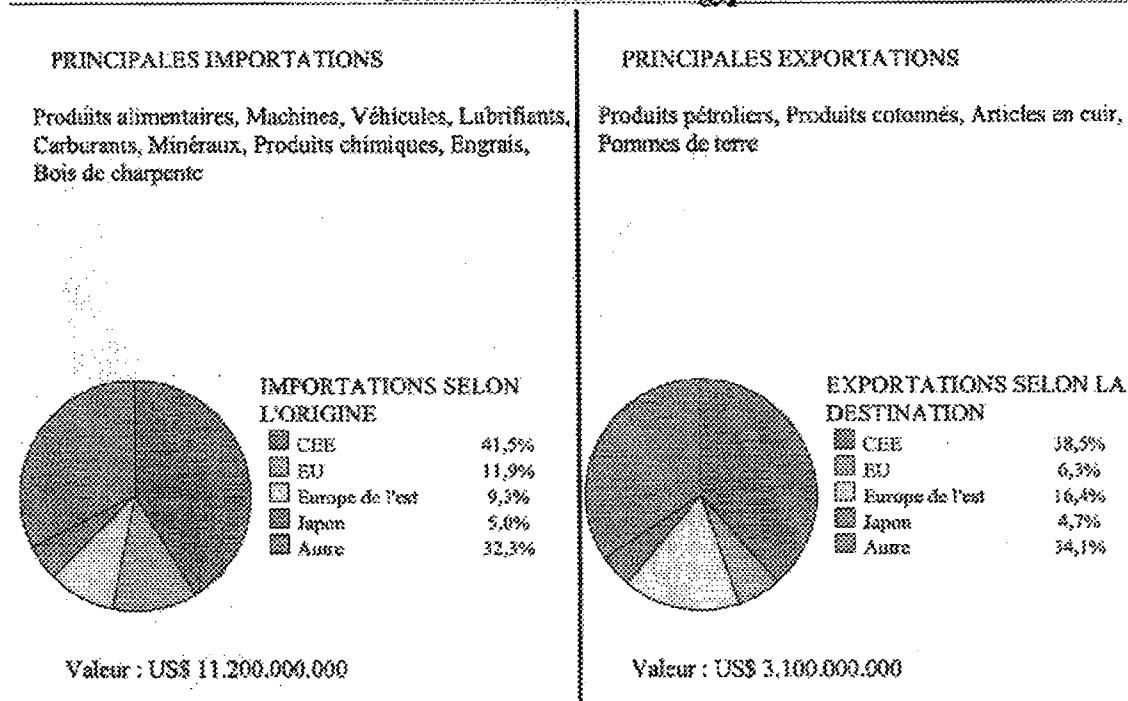 PRINCIPALES IMPORTATIONS
Produits alimentaires, Machines, Véhicules, Lubrifiants,
Carburants, Minéraux, Produits chimiques, Engrais,
Bois de charpente
IMPORTATIONS SELON
L'ORIGINE
CEE 41,5%
EU 11,9%
Europe de l'est 9,3%
Japon 5,0%
Autre 32,3%
Valeur : US$ 11.200.000.000
PRINCIPALES EXPORTATIONS
Produits pétroliers, Produits cotonnés, Articles en cuir,
Pommes de terre
EXPORTATIONS SELON LA
DESTINATION
CEE 38,5%
EU 6,3%
Europe de l'est 16,4%
Japon 4,7%
Autre 34,1%
Valeur : US$ 3.100.000.000